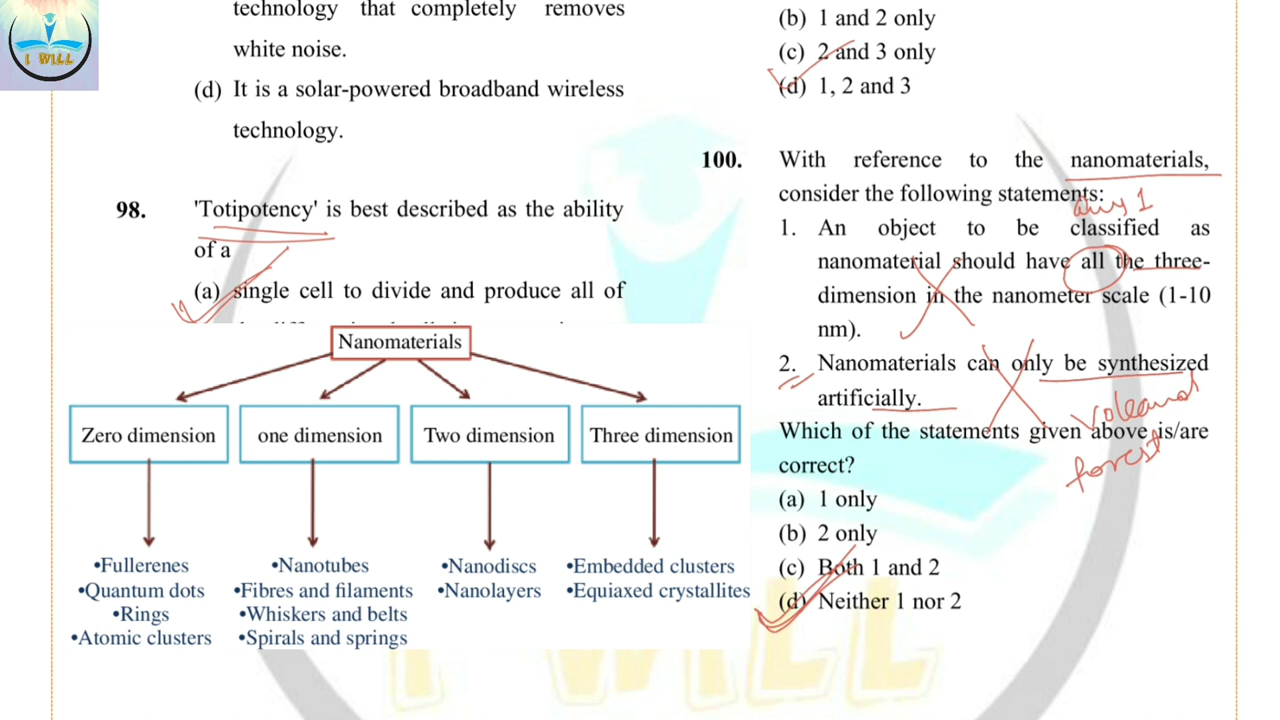 I WILL
technology that completely removes
white noise.
(d) It is a solar-powered broadband wireless
technology.
98. 'Totipotency' is best described as the ability
of a
(a) single cell to divide and produce all of
Nanomaterials
Zero dimension
one dimension
Two dimension
Three dimension
•Fullerenes
•Quantum dots
•Rings
•Atomic clusters
•Nanotubes
•Fibres and filaments
•Whiskers and belts
•Spirals and springs
•Nanodiscs
•Nanolayers
•Embedded clusters
•Equiaxed crystallites
(b) 1 and 2 only
(c) 2 and 3 only
(d) 1, 2 and 3
100. With reference to the nanomaterials,
consider the following statements:
any 1
1. An object to be classified as
nanomaterial should have all the three-
dimension in the nanometer scale (1-10
nm).
2. Nanomaterials can only be synthesized
artificially.
Which of the statements given above is/are
forest
correct?
(a) 1 only
(b) 2 only
(c) Both 1 and 2
(d) Neither 1 nor 2